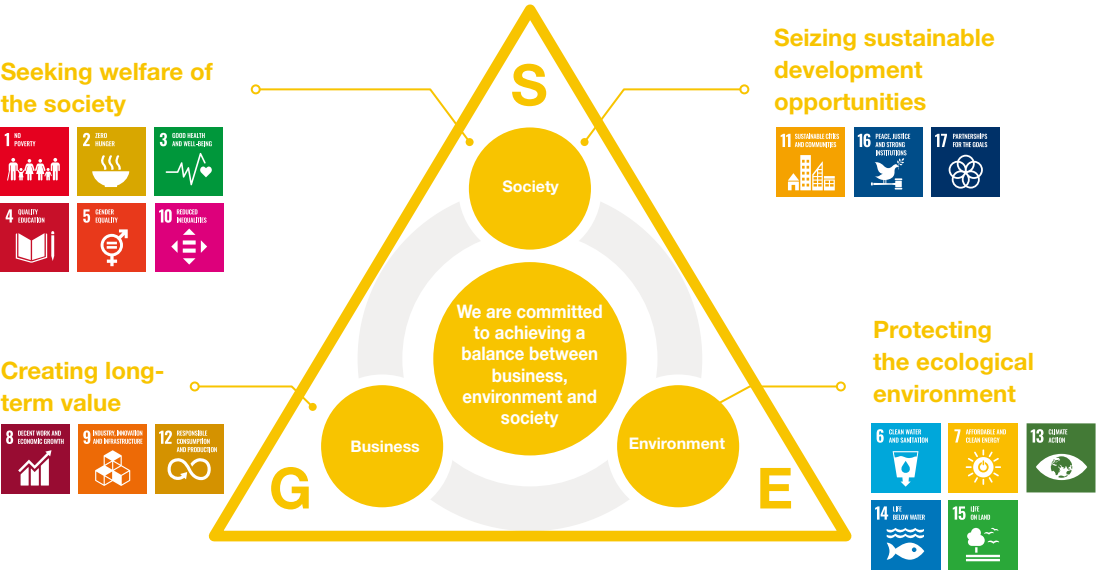 Seeking welfare of
the society
1 NO
POVERTY
2 ZERO
HUNGER
3 GOOD HEALTH
AND WELL-BEING
4 QUALITY
EDUCATION
5 GENDER
EQUALITY
10 REDUCED
INEQUALITIES
Seizing sustainable
development
opportunities
11 SUSTAINABLE CITIES
AND COMMUNITIES
16 PEACE, JUSTICE
AND STRONG
INSTITUTIONS
17 PARTNERSHIPS
FOR THE GOALS
S
Society
We are committed
to achieving a
balance between
business,
environment and
society
Creating long-
term value
8 DECENT WORK AND
ECONOMIC GROWTH
9 INDUSTRY, INNOVATION
AND INFRASTRUCTURE
12 RESPONSIBLE
CONSUMPTION
AND PRODUCTION
Business
G
Environment
E
Protecting
the ecological
environment
6 CLEAN WATER
AND SANITATION
7 AFFORDABLE AND
CLEAN ENERGY
13 CLIMATE
ACTION
14 LIFE
BELOW WATER
15 LIFE
ON LAND